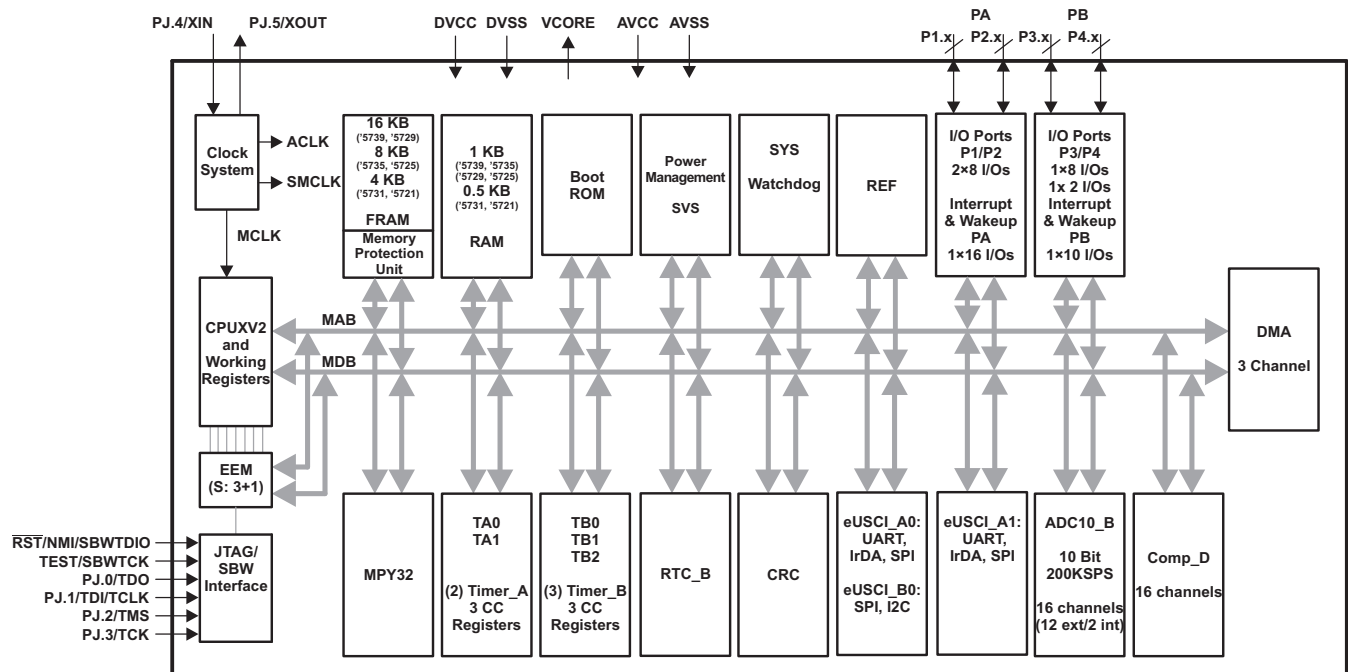 PJ.4/XIN
PJ.5/XOUT
DVCC
DVSS
VCORE
AVCC
AVSS
PA
PB
P1.x
P2.x
P3.x
P4.x
Clock
System
ACLK
SMCLK
MCLK
16 KB
('5739, '5729)
8 KB
('5735, '5725)
4 KB
('5731, '5721)
FRAM
Memory
Protection
Unit
1 KB
('5739, '5735)
('5729, '5725)
0.5 KB
('5731, '5721)
RAM
Boot
ROM
Power
Management
SVS
SYS
Watchdog
REF
I/O Ports
P1/P2
2×8 I/Os
Interrupt
& Wakeup
PA
1×16 I/Os
I/O Ports
P3/P4
1×8 I/Os
1x 2 I/Os
Interrupt
& Wakeup
PB
1×10 I/Os
CPUXV2
and
Working
Registers
MAB
MDB
DMA
3 Channel
EEM
(S: 3+1)
RST/NMI/SBWTDIO
TEST/SBWTCK
PJ.0/TDO
PJ.1/TDI/TCLK
PJ.2/TMS
PJ.3/TCK
JTAG/
SBW
Interface
MPY32
TA0
TA1
(2) Timer_A
3 CC
Registers
TB0
TB1
TB2
(3) Timer_B
3 CC
Registers
RTC_B
CRC
eUSCI_A0:
UART,
IrDA, SPI
eUSCI_B0:
SPI, I2C
eUSCI_A1:
UART,
IrDA, SPI
ADC10_B
10 Bit
200KSPS
16 channels
(12 ext/2 int)
Comp_D
16 channels